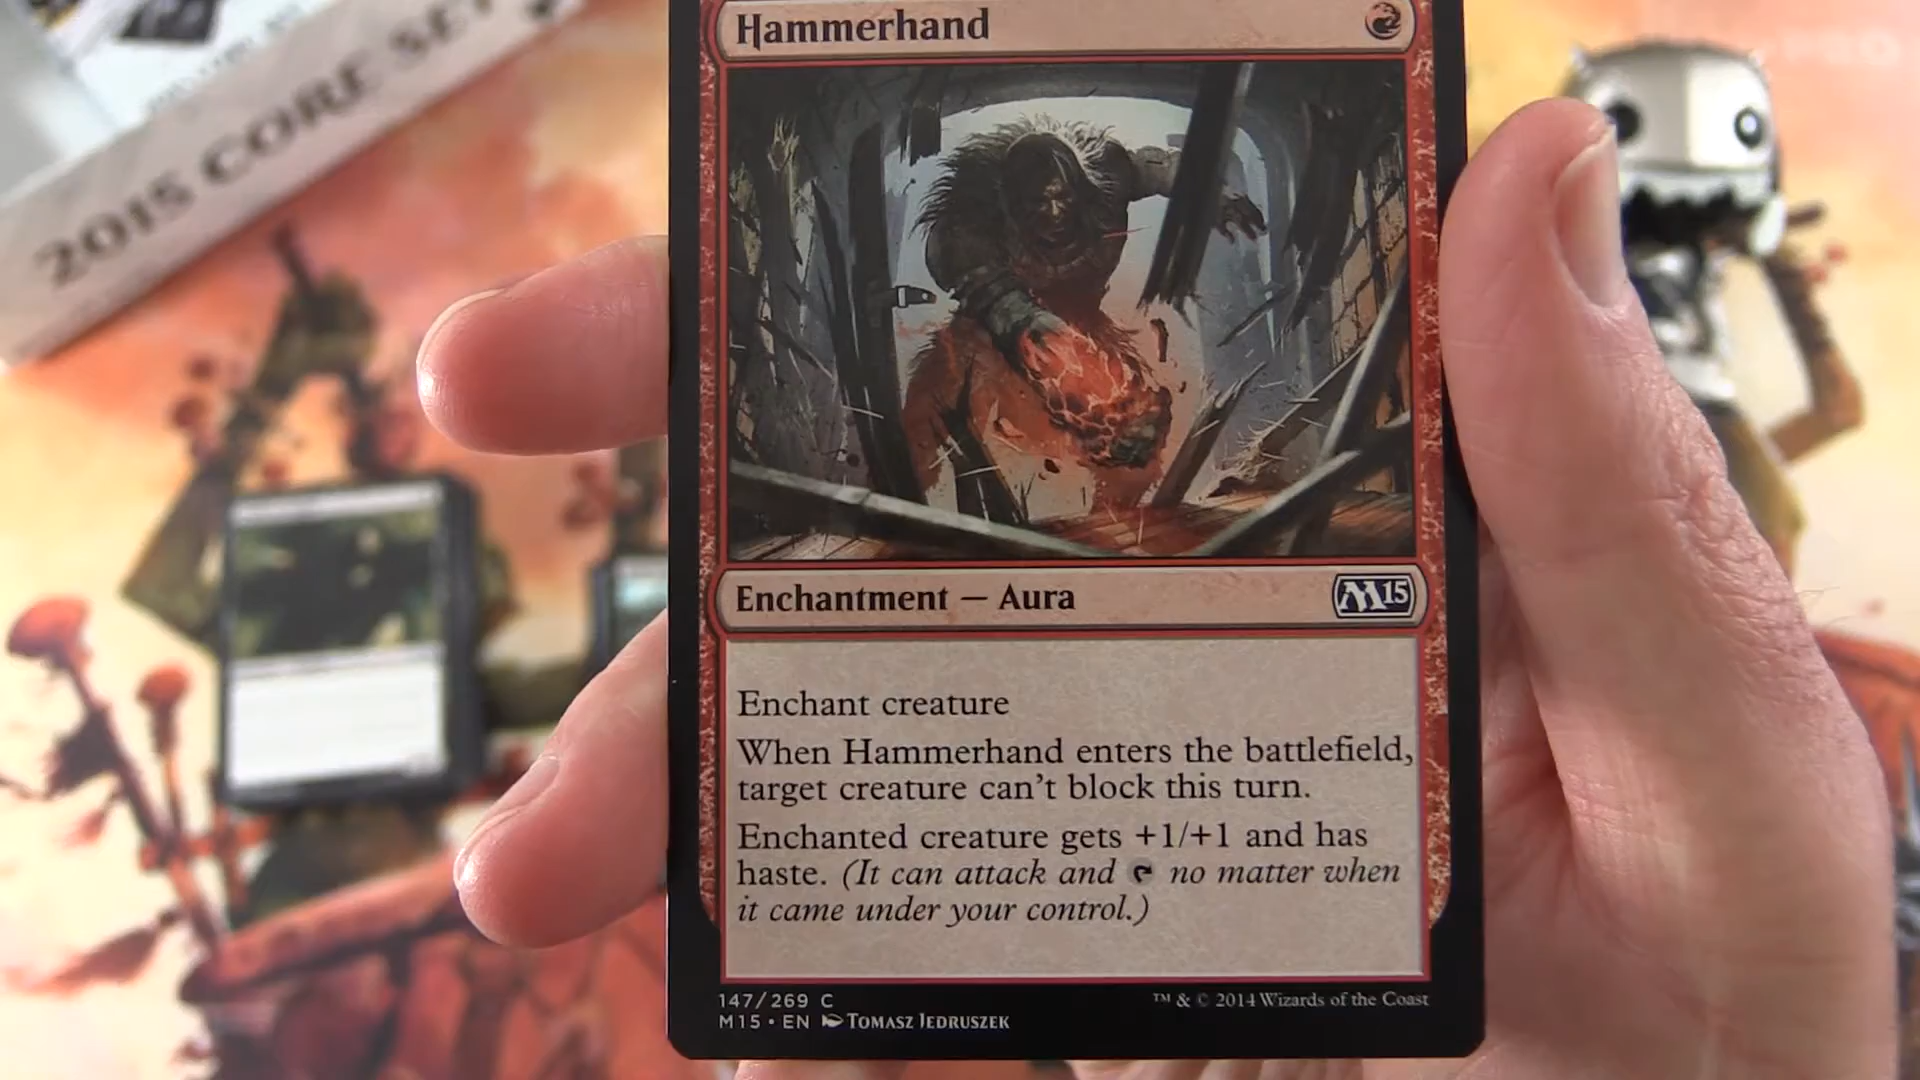 2015 CORE SET
Hammerhand
Enchantment — Aura
M15
Enchant creature
When Hammerhand enters the battlefield,
target creature can't block this turn.
Enchanted creature gets +1/+1 and has
haste. (It can attack and no matter when
it came under your control.)
147/269 C
™ & © 2014 Wizards of the Coast
M15 • EN Tomasz Jedruszek